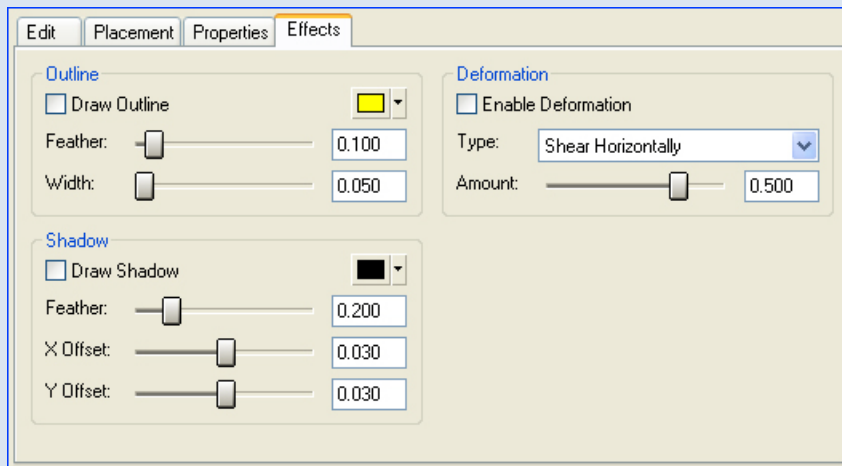 Edit Placement Properties Effects
Outline
Draw Outline
Feather: 0.100
Width: 0.050
Shadow
Draw Shadow
Feather: 0.200
X Offset: 0.030
Y Offset: 0.030
Deformation
Enable Deformation
Type: Shear Horizontally
Amount: 0.500